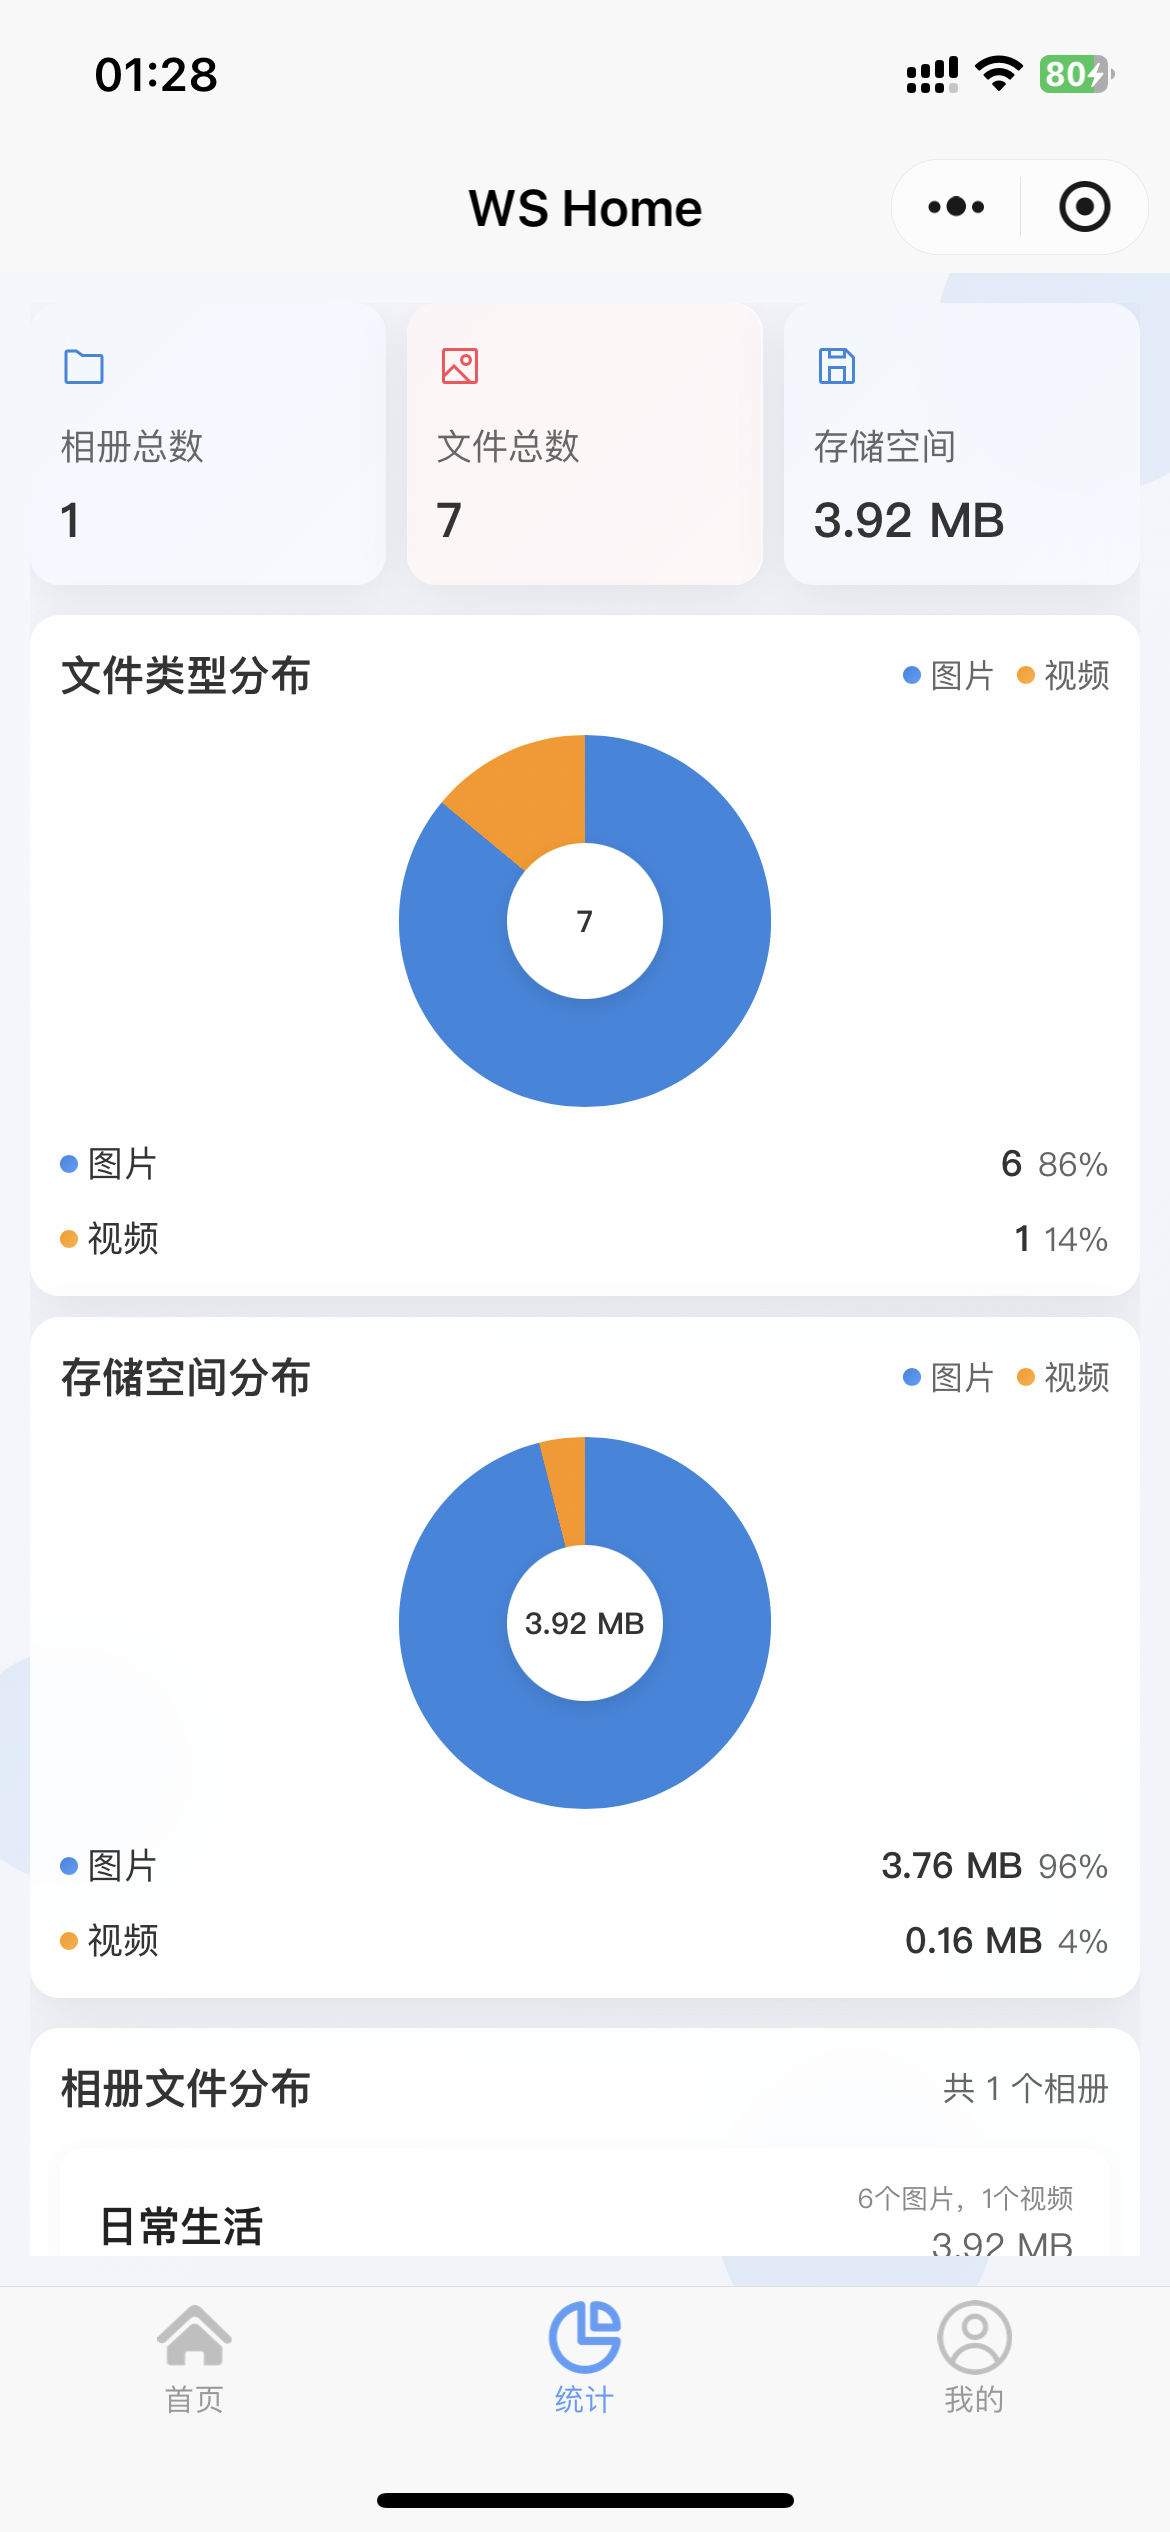 01:28
80
WS Home
相册总数
1
文件总数
7
存储空间
3.92 MB
文件类型分布
图片 视频
7
图片 6 86%
视频 1 14%
存储空间分布
图片 视频
3.92 MB
图片 3.76 MB 96%
视频 0.16 MB 4%
相册文件分布 共 1 个相册
日常生活
6个图片，1个视频
3.92 MB
首页 统计 我的